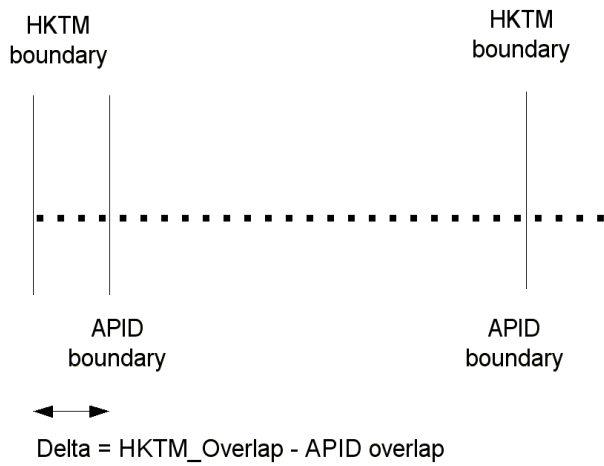 HKTM
boundary
HKTM
boundary
APID
boundary
APID
boundary
Delta = HKTM_Overlap - APID overlap